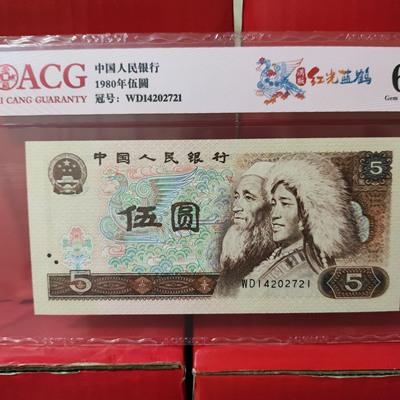 ACG
I CANG GUARANTY
中国人民银行
1980年伍圆
冠号: WD14202721
红光蓝鹤
6
Gem
中国人民银行
5
伍圆
WD14202721
5
5